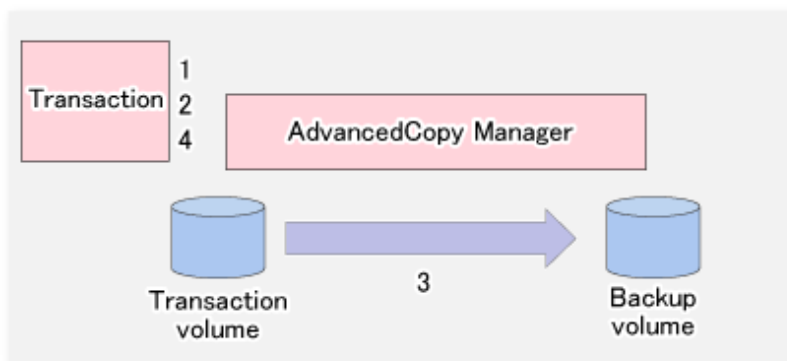 1
Transaction 2
4
AdvancedCopy Manager
3
Transaction
volume
Backup
volume